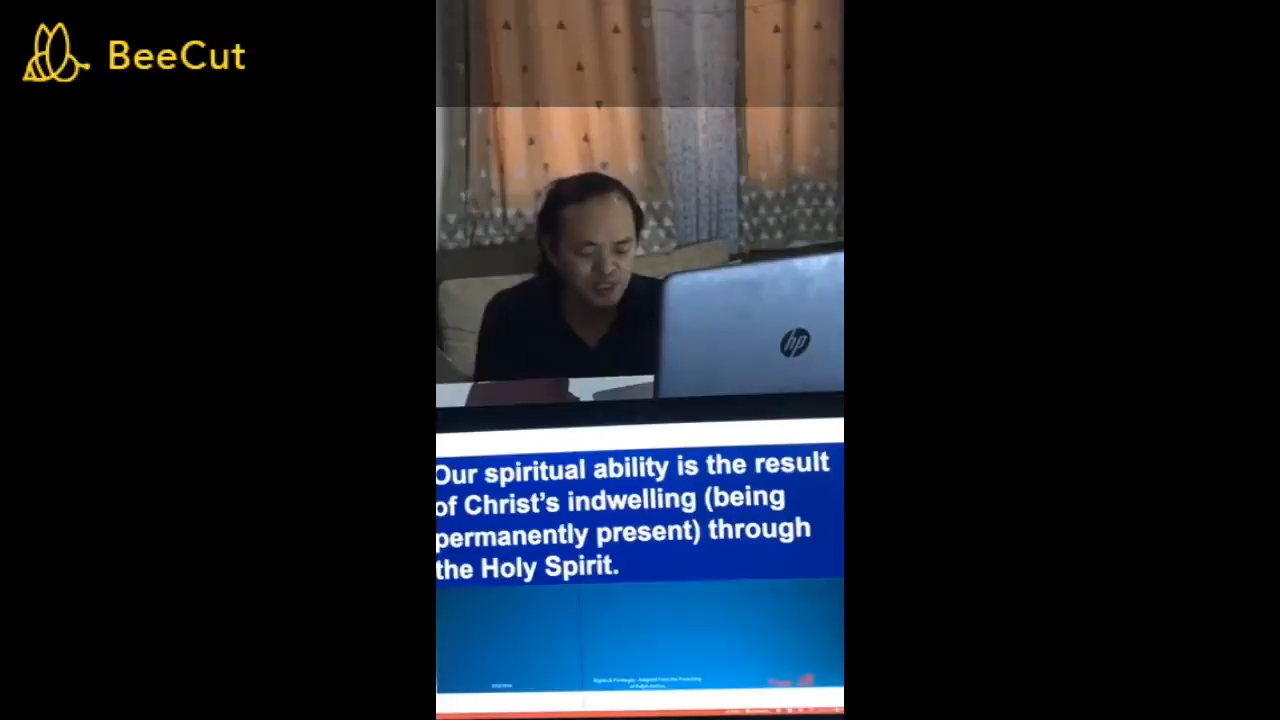 BeeCut
hp
Our spiritual ability is the result
of Christ's indwelling (being
permanently present) through
the Holy Spirit.